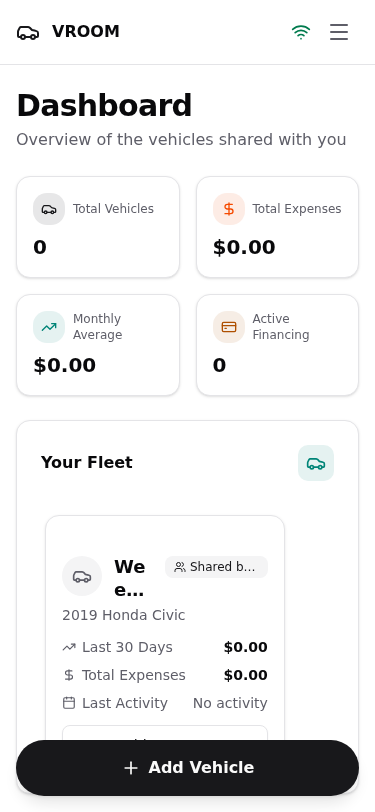 VROOM
Dashboard
Overview of the vehicles shared with you
Total Vehicles
0
Total Expenses
$0.00
Monthly
Average
$0.00
Active
Financing
0
Your Fleet
We
e…
Shared b…
2019 Honda Civic
Last 30 Days $0.00
Total Expenses $0.00
Last Activity No activity
Add Vehicle